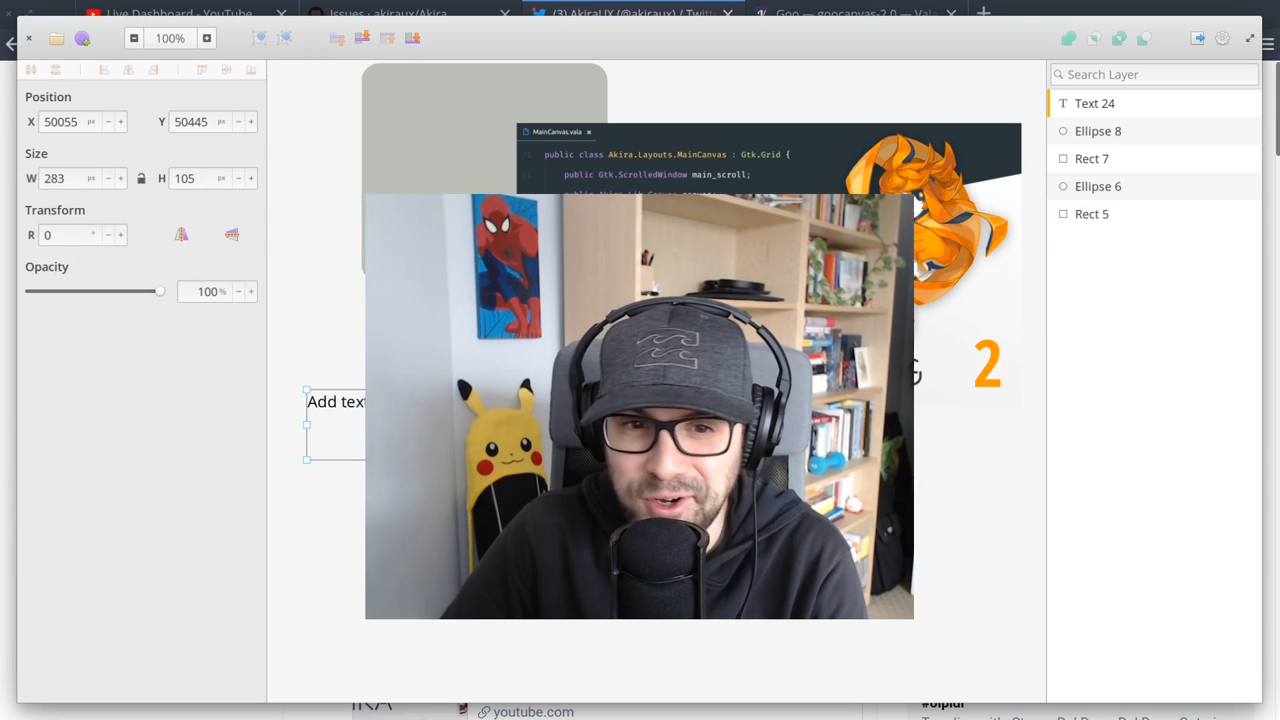 Live Dashboard - YouTube
Issues · akiraux/Akira
(3) AkiraUX (@akiraux) / Twitt
Goo — goocanvas-2.0 — Vala
100%
Position
X 50055 px
Y 50445 px
Size
W 283 px
H 105 px
Transform
R 0 °
Opacity
100 %
MainCanvas.vala
public class Akira.Layouts.MainCanvas : Gtk.Grid {
public Gtk.ScrolledWindow main_scroll;
2
Add text
Search Layer
Text 24
Ellipse 8
Rect 7
Ellipse 6
Rect 5
youtube.com